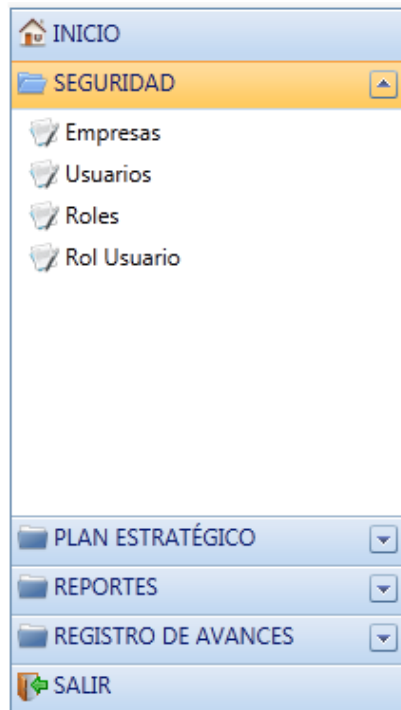 INICIO
SEGURIDAD
Empresas
Usuarios
Roles
Rol Usuario
PLAN ESTRATÉGICO
REPORTES
REGISTRO DE AVANCES
SALIR